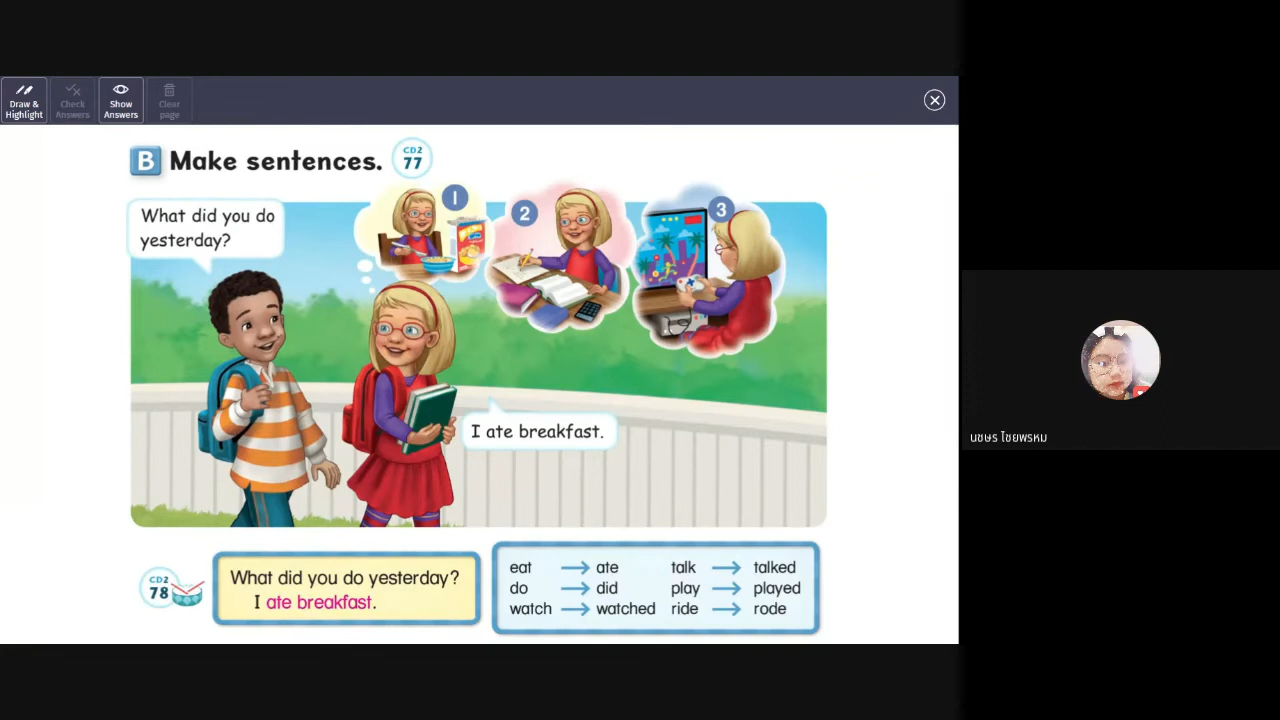 Draw &
Highlight
Check
Answers
Show
Answers
Clear
page
B Make sentences. CD2
77
What did you do
yesterday?
1
2
3
I ate breakfast.
นชษร ไชยพรหม
CD2
78
What did you do yesterday?
I ate breakfast.
eat → ate talk → talked
do → did play → played
watch → watched ride → rode